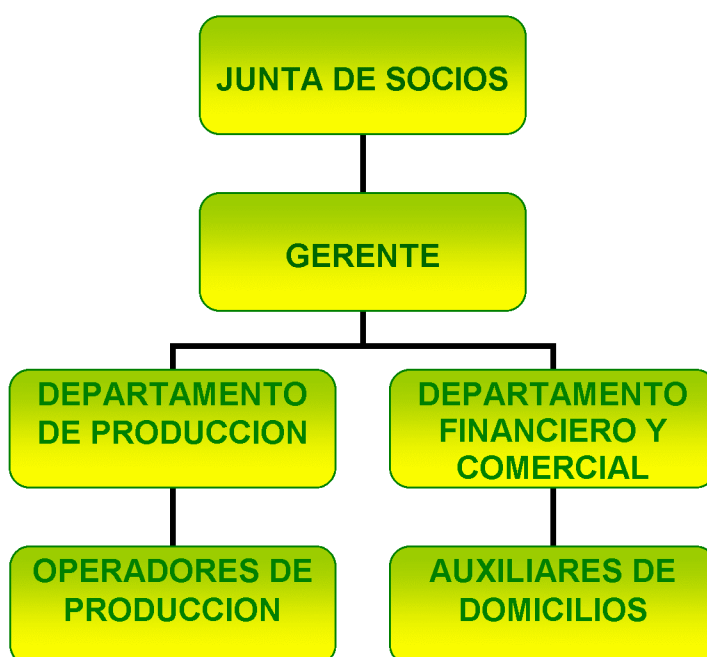 JUNTA DE SOCIOS
GERENTE
DEPARTAMENTO
DE PRODUCCION
DEPARTAMENTO
FINANCIERO Y
COMERCIAL
OPERADORES DE
PRODUCCION
AUXILIARES DE
DOMICILIOS